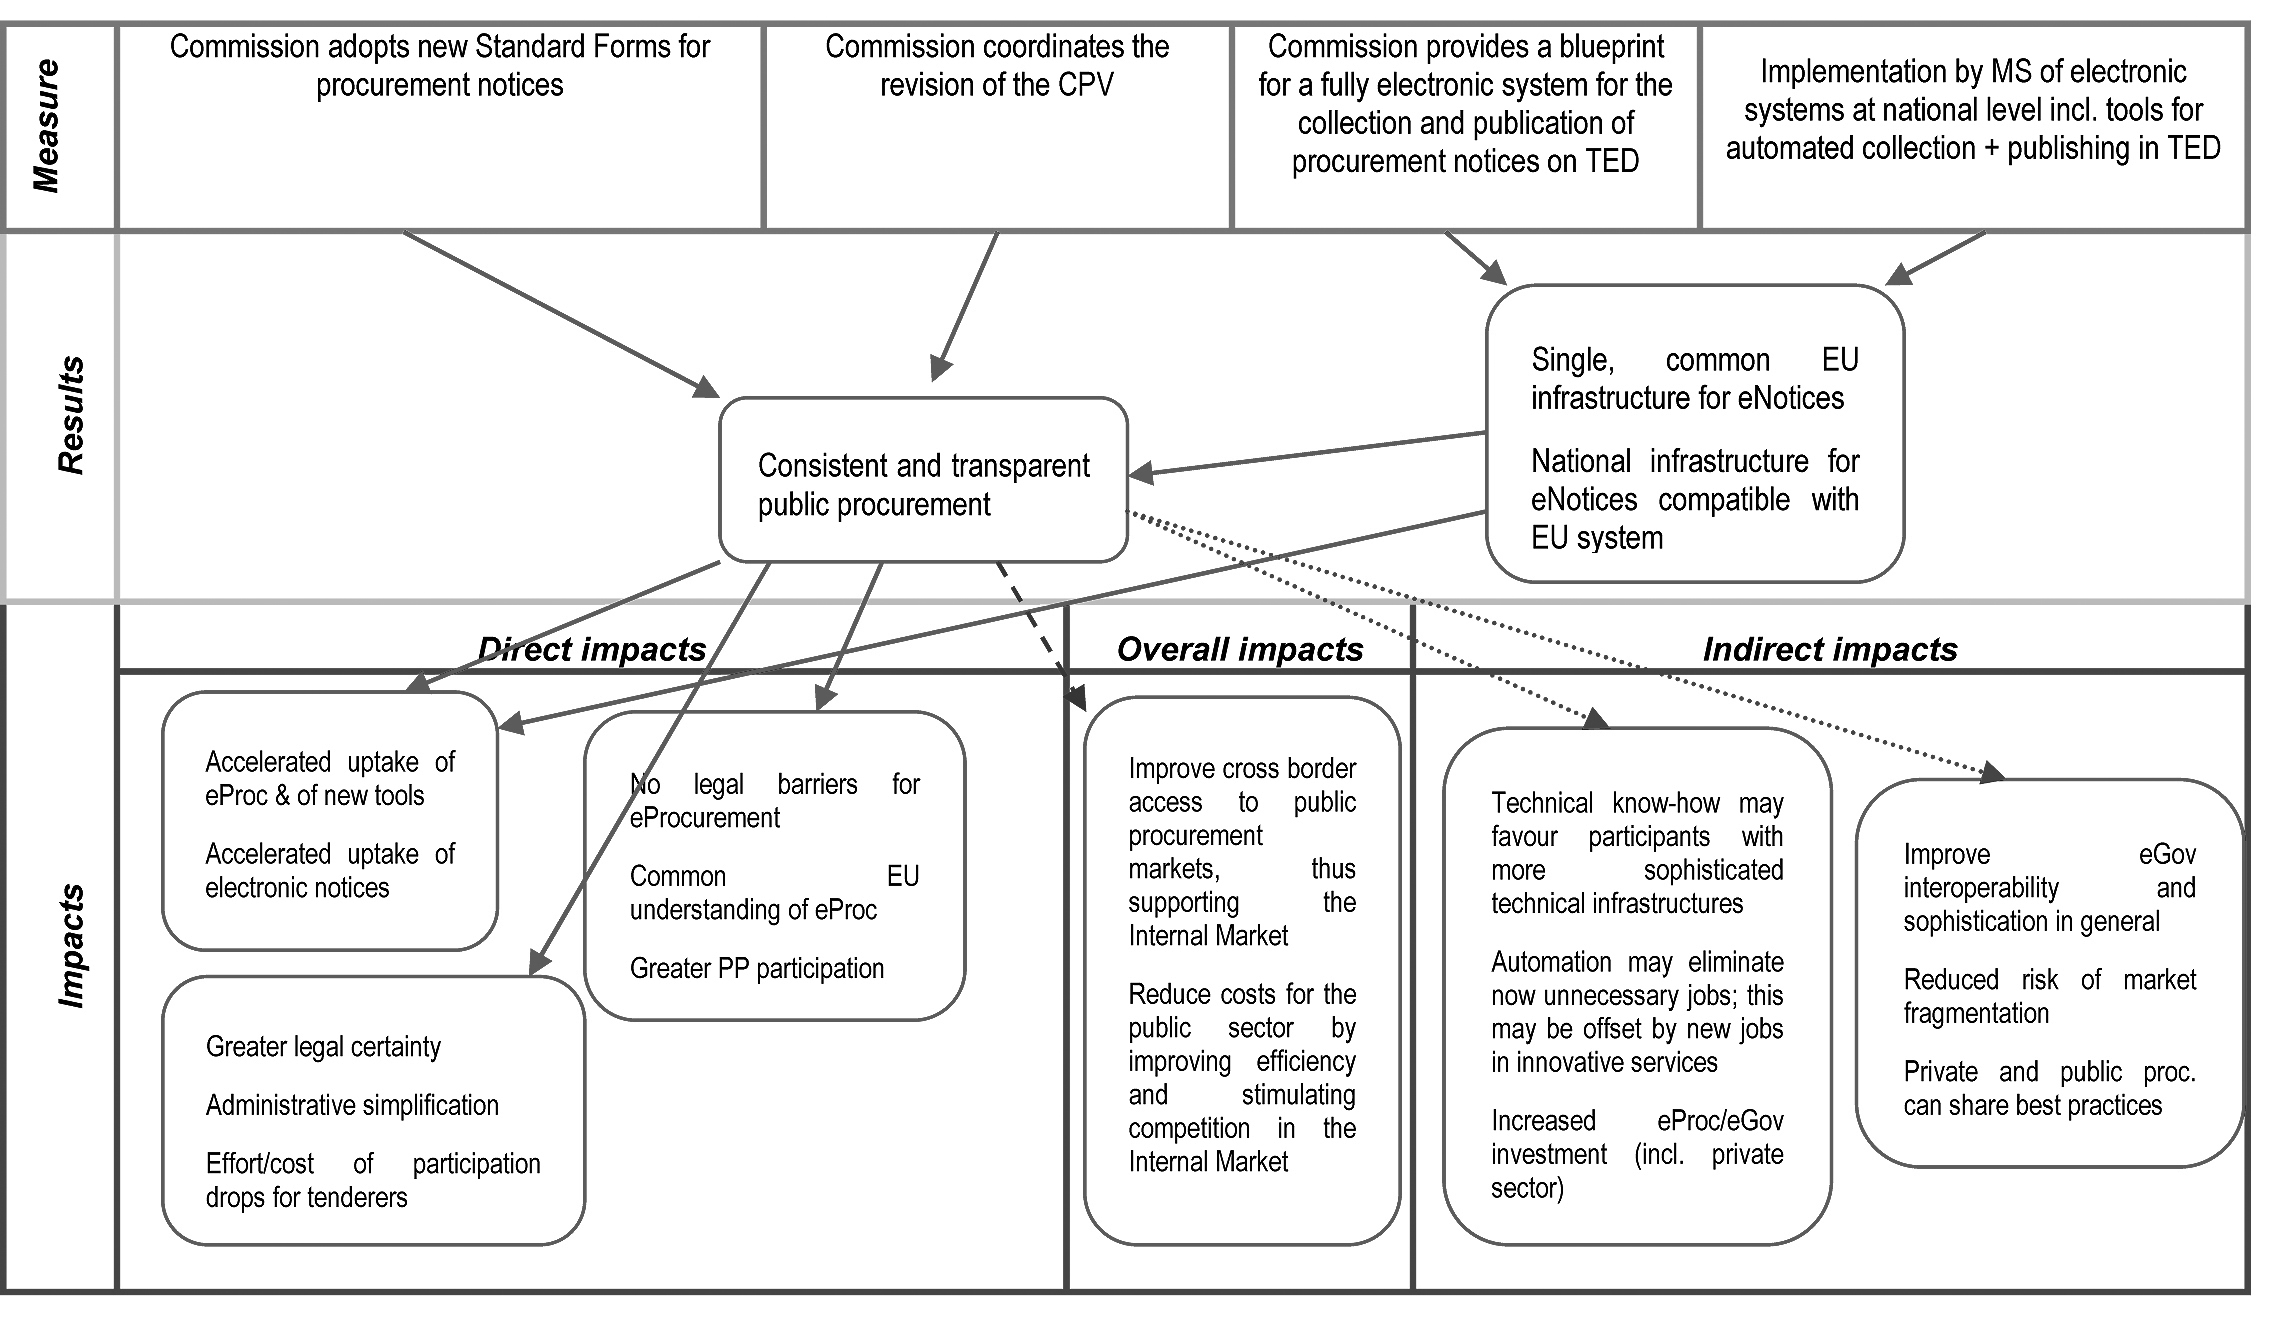 Measure
Commission adopts new Standard Forms for
procurement notices
Commission coordinates the
revision of the CPV
Commission provides a blueprint
for a fully electronic system for the
collection and publication of
procurement notices on TED
Implementation by MS of electronic
systems at national level incl. tools for
automated collection + publishing in TED
Results
Consistent and transparent
public procurement
Single, common EU
infrastructure for eNotices
National infrastructure for
eNotices compatible with
EU system
Impacts
Direct impacts
Accelerated uptake of
eProc & of new tools
Accelerated uptake of
electronic notices
Greater legal certainty
Administrative simplification
Effort/cost of participation
drops for tenderers
No legal barriers for
eProcurement
Common EU
understanding of eProc
Greater PP participation
Overall impacts
Improve cross border
access to public
procurement
markets, thus
supporting the
Internal Market
Reduce costs for the
public sector by
improving efficiency
and stimulating
competition in the
Internal Market
Indirect impacts
Technical know-how may
favour participants with
more sophisticated
technical infrastructures
Automation may eliminate
now unnecessary jobs; this
may be offset by new jobs
in innovative services
Increased eProc/eGov
investment (incl. private
sector)
Improve eGov
interoperability and
sophistication in general
Reduced risk of market
fragmentation
Private and public proc.
can share best practices